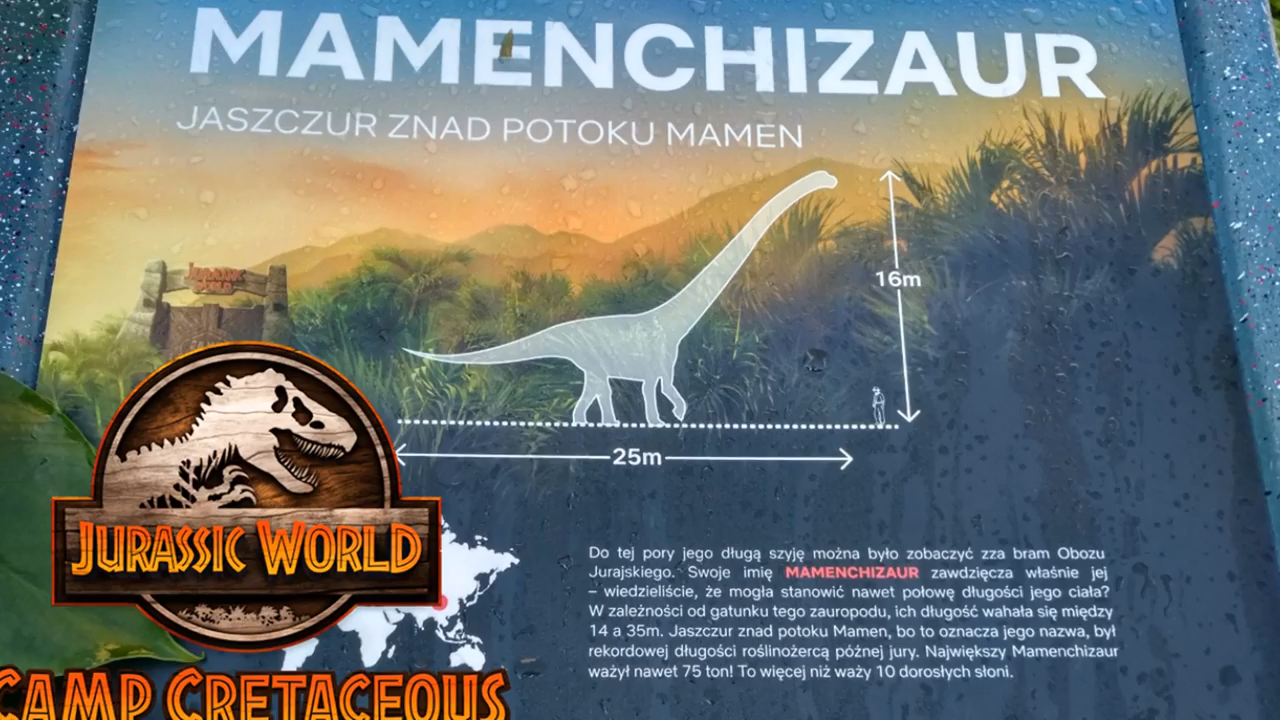 MAMENCHIZAUR
JASZCZUR ZNAD POTOKU MAMEN
JURASSIC
16m
25m
JURASSIC WORLD
CAMP CRETACEOUS
Do tej pory jego długą szyję można było zobaczyć zza bram Obozu
Jurajskiego. Swoje imię MAMENCHIZAUR zawdzięcza właśnie jej
– wiedzieliście, że mogła stanowić nawet połowę długości jego ciała?
W zależności od gatunku tego zauropodu, ich długość wahała się między
14 a 35m. Jaszczur znad potoku Mamen, bo to oznacza jego nazwa, był
rekordowej długości roślinożercą późnej jury. Największy Mamenchizaur
ważył nawet 75 ton! To więcej niż waży 10 dorosłych słoni.